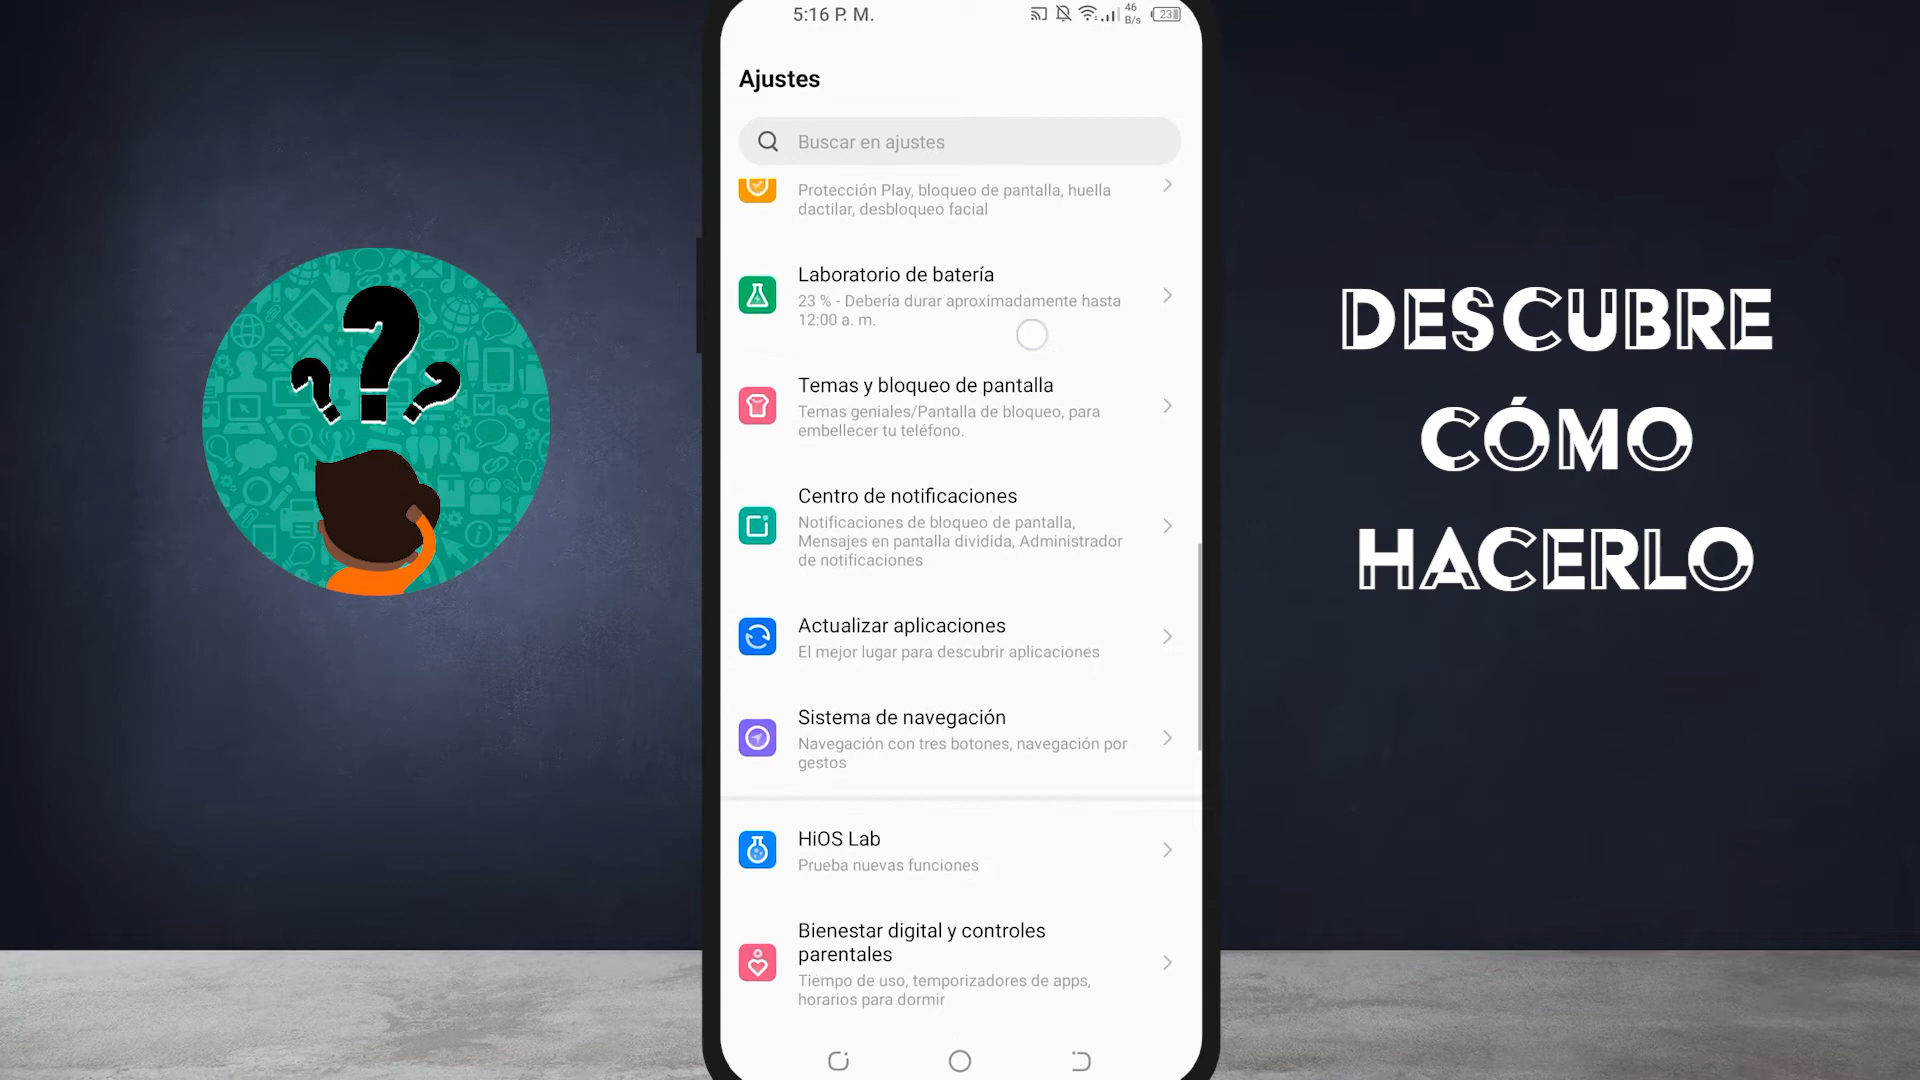 5:16 P. M.
46
B/s
23
Ajustes
Buscar en ajustes
Protección Play, bloqueo de pantalla, huella
dactilar, desbloqueo facial
Laboratorio de batería
23 % - Debería durar aproximadamente hasta
12:00 a. m.
Temas y bloqueo de pantalla
Temas geniales/Pantalla de bloqueo, para
embellecer tu teléfono.
Centro de notificaciones
Notificaciones de bloqueo de pantalla,
Mensajes en pantalla dividida, Administrador
de notificaciones
Actualizar aplicaciones
El mejor lugar para descubrir aplicaciones
Sistema de navegación
Navegación con tres botones, navegación por
gestos
HiOS Lab
Prueba nuevas funciones
Bienestar digital y controles
parentales
Tiempo de uso, temporizadores de apps,
horarios para dormir
???
DESCUBRE
CÓMO
HACERLO